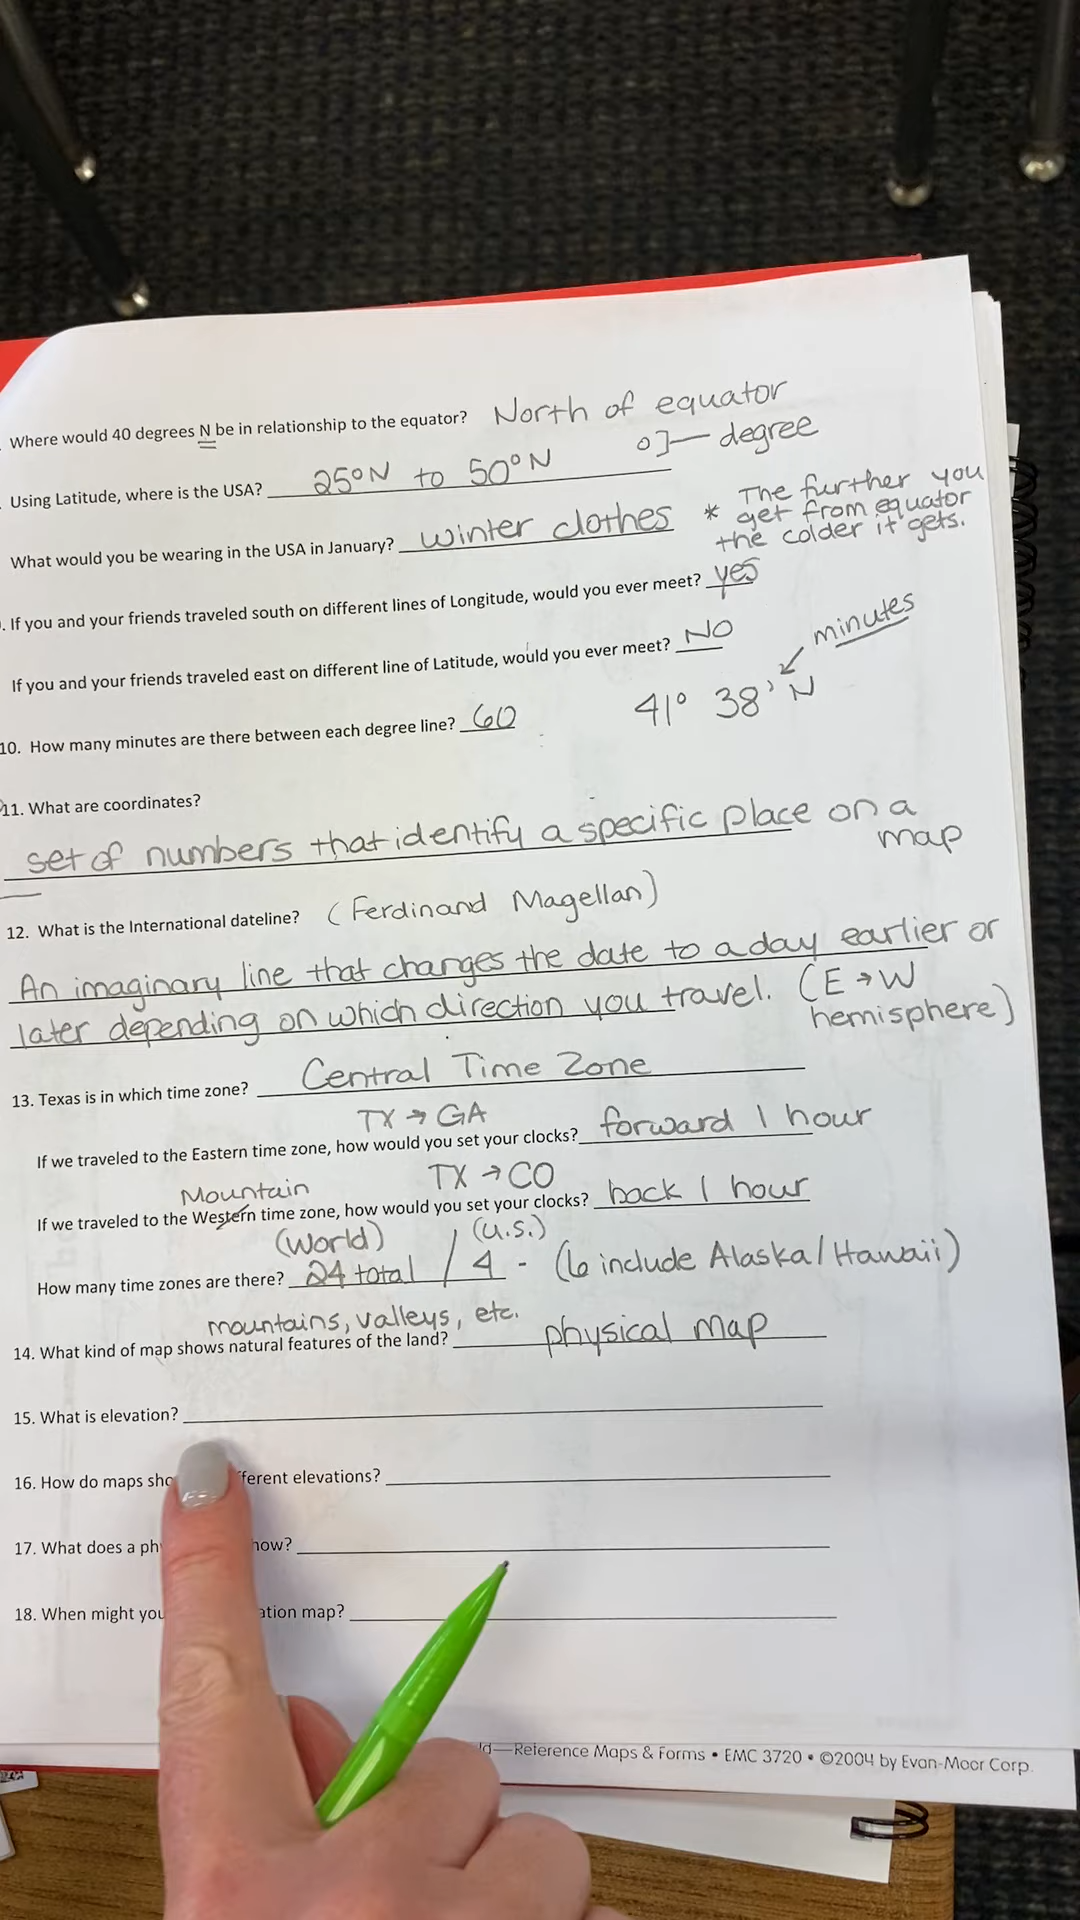 Where would 40 degrees N be in relationship to the equator? North of equator
°]— degree
Using Latitude, where is the USA? 25°N to 50°N
What would you be wearing in the USA in January? winter clothes * The further you
get from equator
the colder it gets.
. If you and your friends traveled south on different lines of Longitude, would you ever meet? yes
If you and your friends traveled east on different line of Latitude, would you ever meet? NO
minutes
10. How many minutes are there between each degree line? 60 41° 38' N
11. What are coordinates?
set of numbers that identify a specific place on a
map
12. What is the International dateline? (Ferdinand Magellan)
An imaginary line that changes the date to a day earlier or
later depending on which direction you travel. (E → W
hemisphere)
13. Texas is in which time zone? Central Time Zone
TX → GA
If we traveled to the Eastern time zone, how would you set your clocks? forward 1 hour
Mountain TX → CO
If we traveled to the Western time zone, how would you set your clocks? back 1 hour
(World) (U.S.)
How many time zones are there? 24 total / 4 - (6 include Alaska/Hawaii)
mountains, valleys, etc.
14. What kind of map shows natural features of the land? physical map
15. What is elevation?
16. How do maps ferent elevations?
17. What does a
18. When might map?
Reference Maps & Forms • EMC 3720 • ©2004 by Evan-Moor Corp.